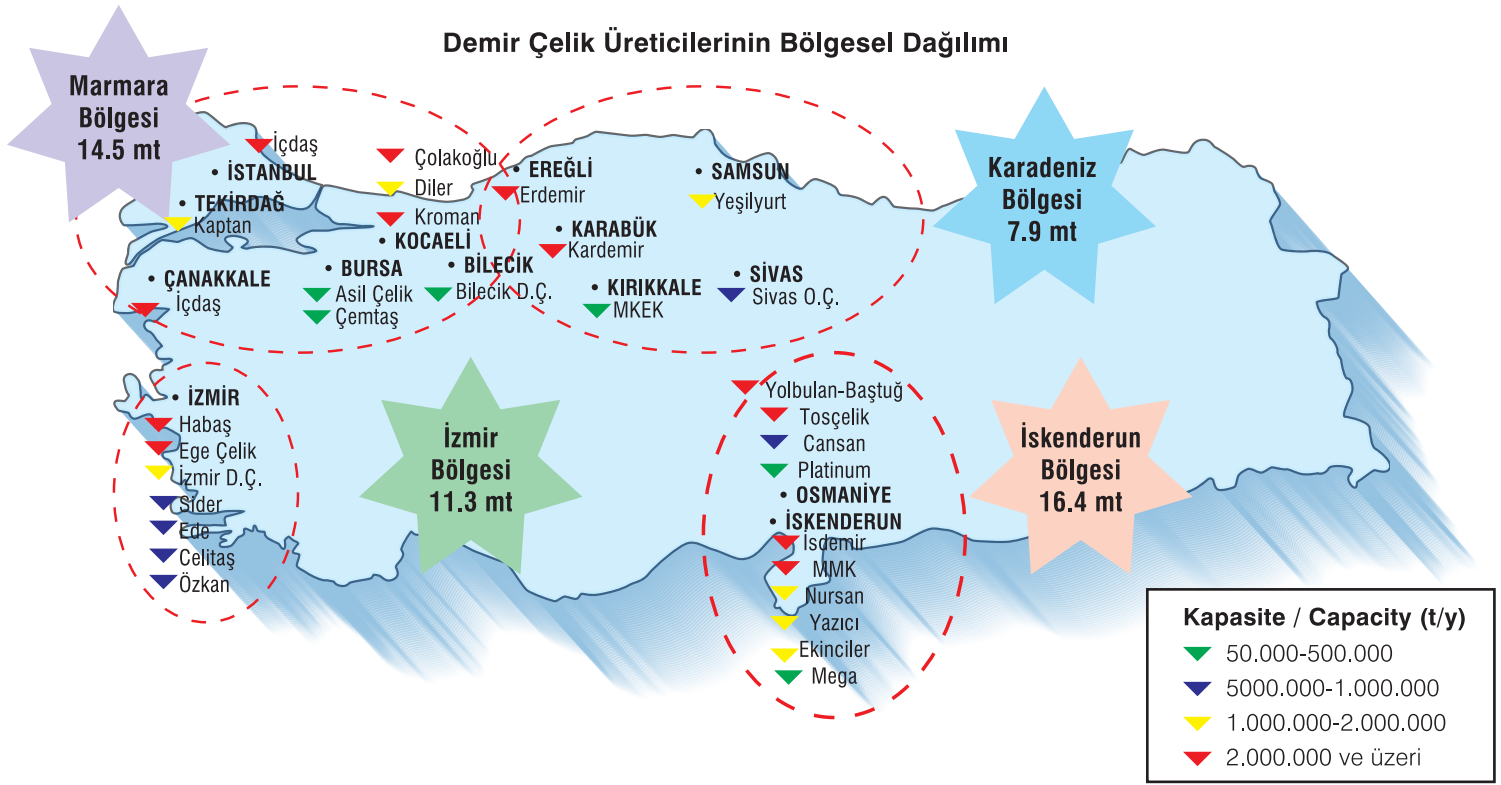 Demir Çelik Üreticilerinin Bölgesel Dağılımı
Marmara
Bölgesi
14.5 mt
İçdaş
• İSTANBUL
• TEKİRDAĞ
Kaptan
Çolakoğlu
Diler
Kroman
• KOCAELİ
• ÇANAKKALE
İçdaş
• BURSA
Asil Çelik
Çemtaş
• BİLECİK
Bilecik D.Ç.
• EREĞLİ
Erdemir
• KARABÜK
Kardemir
• KIRIKKALE
MKEK
• SAMSUN
Yeşilyurt
• SİVAS
Sivas O.Ç.
Karadeniz
Bölgesi
7.9 mt
• İZMİR
Habaş
Ege Çelik
İzmir D.Ç.
Sider
Ede
Celitaş
Özkan
İzmir
Bölgesi
11.3 mt
Yolbulan-Baştuğ
Tosçelik
Cansan
Platinum
• OSMANİYE
• İSKENDERUN
İsdemir
MMK
Nursan
Yazıcı
Ekinciler
Mega
İskenderun
Bölgesi
16.4 mt
Kapasite / Capacity (t/y)
50.000-500.000
5000.000-1.000.000
1.000.000-2.000.000
2.000.000 ve üzeri